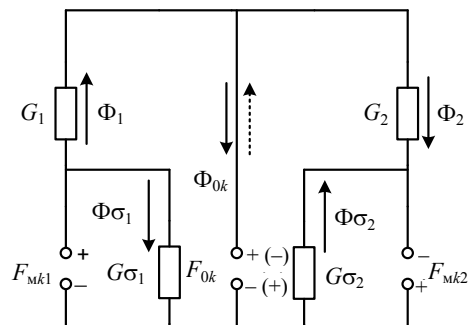 G₁ Φ₁ G₂ Φ₂
Φ₀ₖ
Φσ₁ Φσ₂
+ + (–) –
Fмk1 Gσ₁ F₀ₖ Gσ₂ Fмk2
– – (+) +